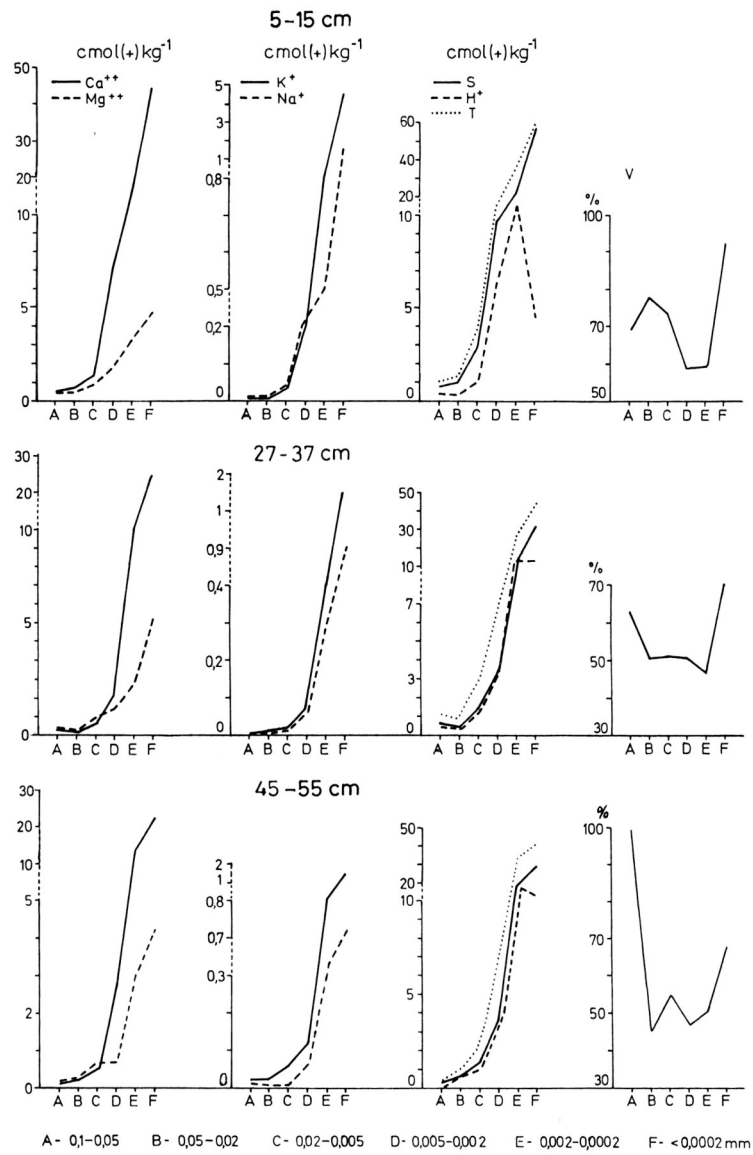 5-15 cm
cmol(+)kg⁻¹
Ca⁺⁺
Mg⁺⁺
50
40
30
20
10
5
0
A B C D E F
cmol(+)kg⁻¹
K⁺
Na⁺
5
3
1
0,8
0,5
0,2
0
A B C D E F
cmol(+)kg⁻¹
S
H⁺
T
60
40
20
10
5
0
A B C D E F
V
%
100
70
50
A B C D E F
27-37 cm
30
20
10
5
0
A B C D E F
2
1
0,9
0,4
0,2
0
A B C D E F
50
30
10
7
3
0
A B C D E F
%
70
50
30
A B C D E F
45-55 cm
30
20
10
5
2
0
A B C D E F
2
1
0,8
0,7
0,3
0
A B C D E F
50
20
10
5
0
A B C D E F
%
100
70
50
30
A B C D E F
A- 0,1-0,05 B- 0,05-0,02 C- 0,02-0,005 D- 0,005-0,002 E- 0,002-0,0002 F- <0,0002 mm